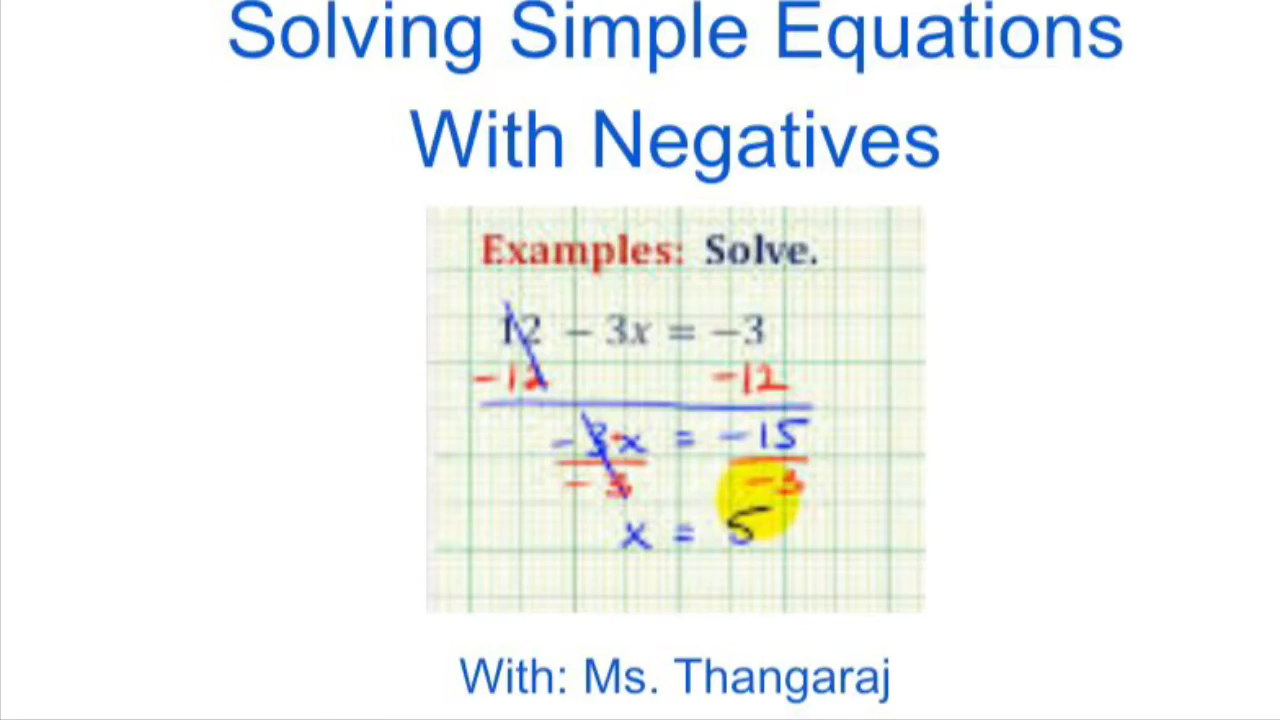 Solving Simple Equations
With Negatives
Examples: Solve.
12 − 3x = −3
−12 −12
−3·x = −15
−3 −3
x = 5
With: Ms. Thangaraj